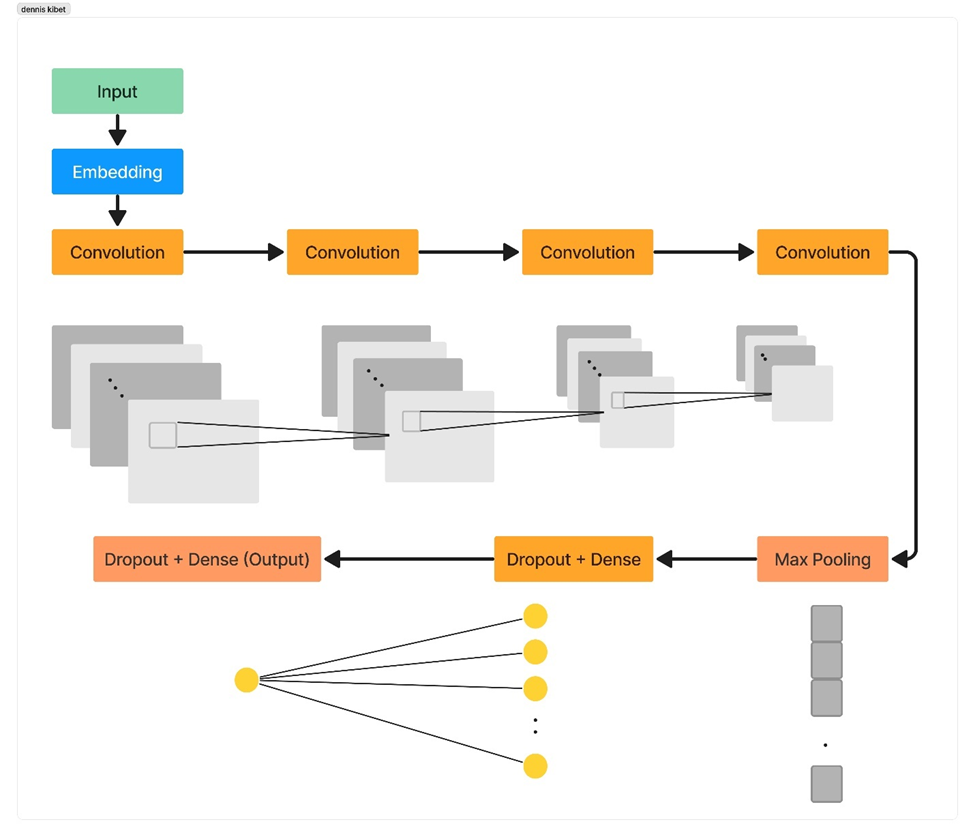 dennis kibet
Input
Embedding
Convolution
Convolution
Convolution
Convolution
Dropout + Dense (Output)
Dropout + Dense
Max Pooling